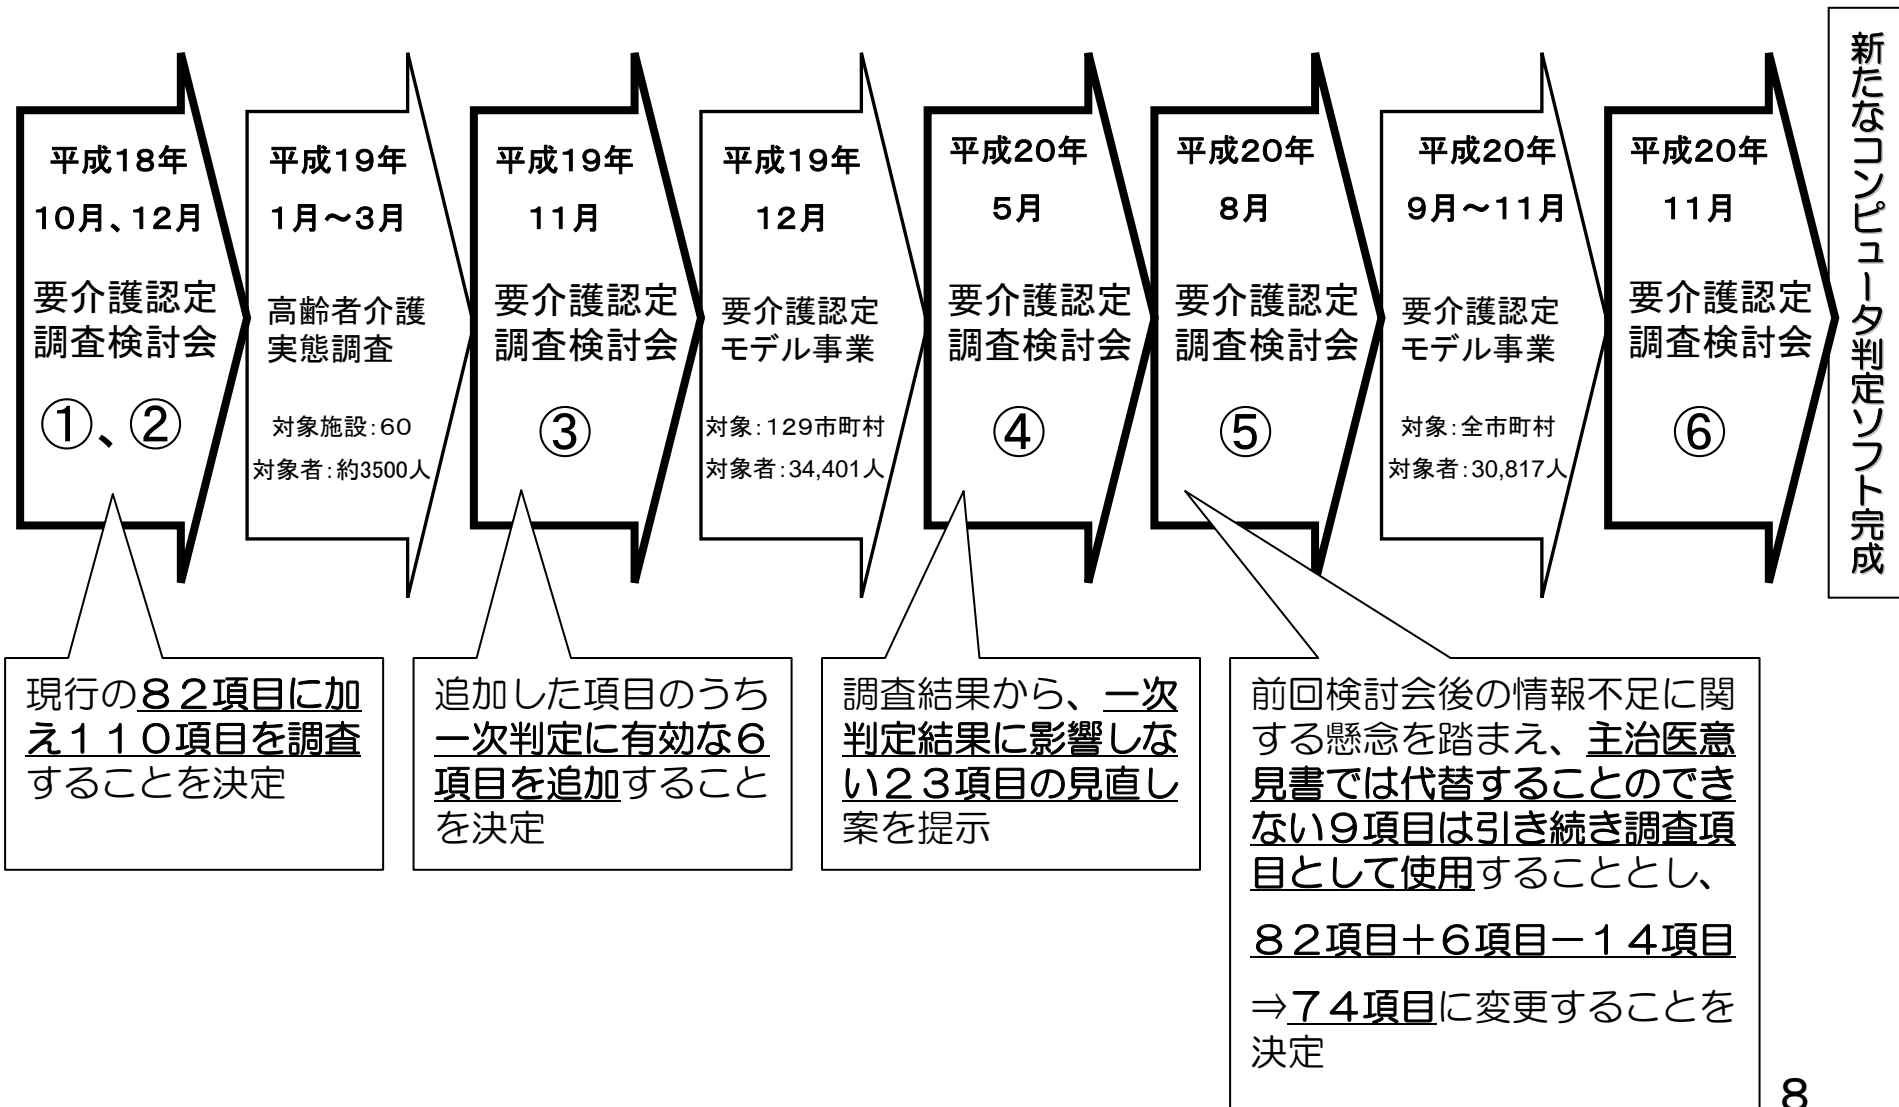 平成18年
10月、12月
要介護認定
調査検討会
①、②
平成19年
1月～3月
高齢者介護
実態調査
対象施設：60
対象者：約3500人
平成19年
11月
要介護認定
調査検討会
③
平成19年
12月
要介護認定
モデル事業
対象：129市町村
対象者：34,401人
平成20年
5月
要介護認定
調査検討会
④
平成20年
8月
要介護認定
調査検討会
⑤
平成20年
9月～11月
要介護認定
モデル事業
対象：全市町村
対象者：30,817人
平成20年
11月
要介護認定
調査検討会
⑥
新たなコンピュータ判定ソフト完成
現行の８２項目に加
え１１０項目を調査
することを決定
追加した項目のうち
一次判定に有効な６
項目を追加すること
を決定
調査結果から、一次
判定結果に影響しな
い２３項目の見直し
案を提示
前回検討会後の情報不足に関
する懸念を踏まえ、主治医意
見書では代替することのでき
ない９項目は引き続き調査項
目として使用することとし、
８２項目＋６項目－１４項目
⇒７４項目に変更することを
決定
8